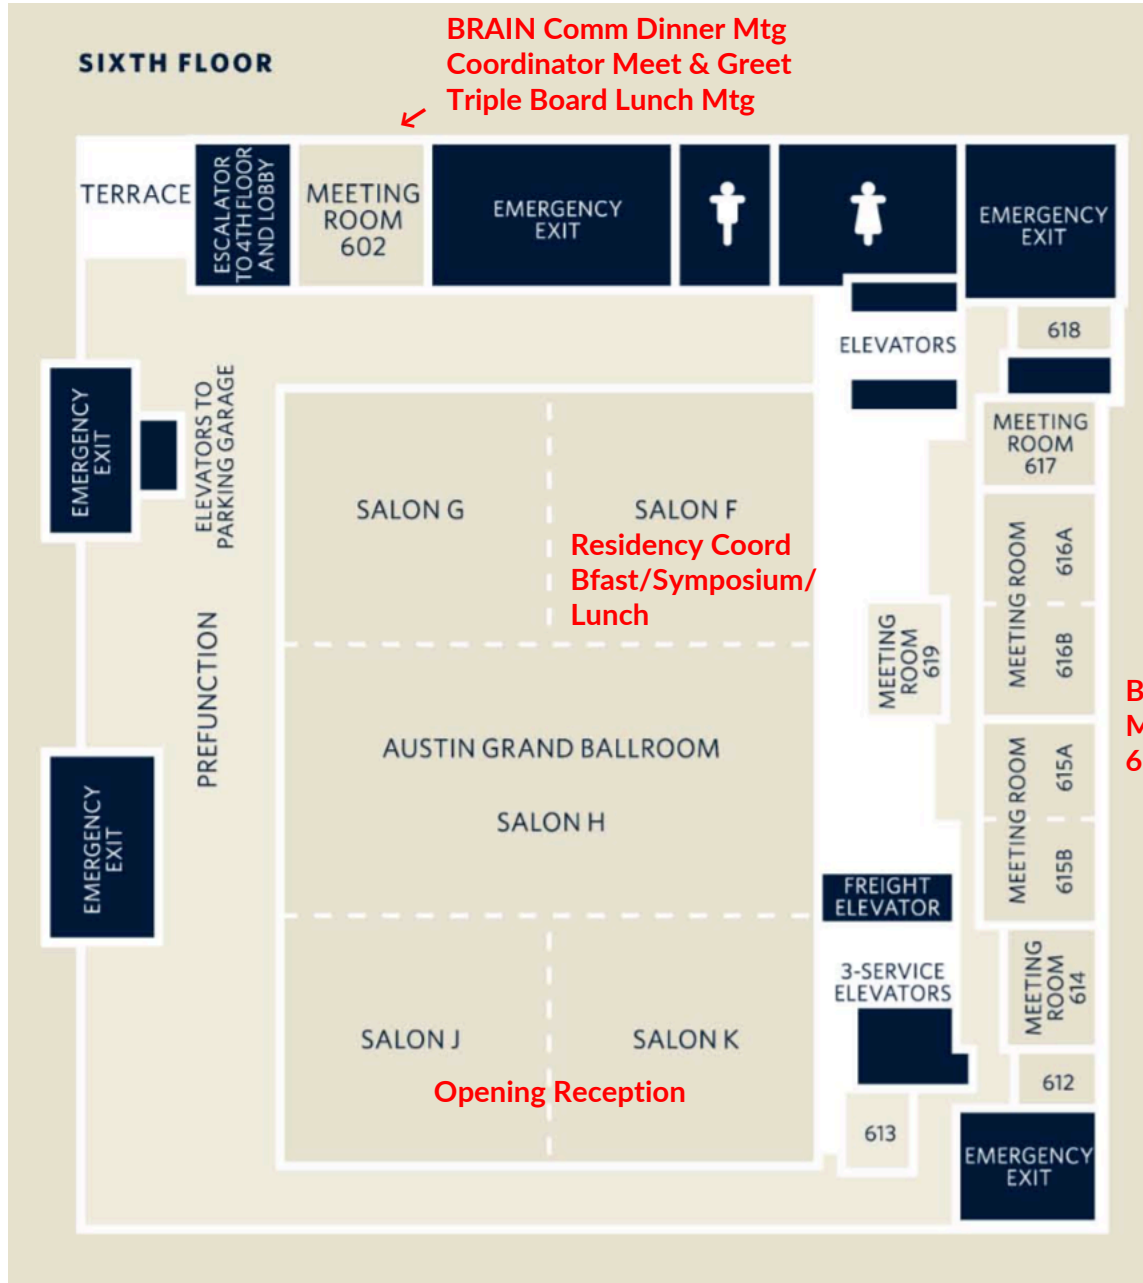 SIXTH FLOOR
BRAIN Comm Dinner Mtg
Coordinator Meet & Greet
Triple Board Lunch Mtg
TERRACE
ESCALATOR
TO 4TH FLOOR
AND LOBBY
MEETING
ROOM
602
EMERGENCY
EXIT
EMERGENCY
EXIT
618
ELEVATORS
EMERGENCY
EXIT
ELEVATORS TO
PARKING GARAGE
MEETING
ROOM
617
SALON G
SALON F
Residency Coord
Bfast/Symposium/
Lunch
MEETING ROOM
616A
616B
MEETING
ROOM
619
PREFUNCTION
AUSTIN GRAND BALLROOM
SALON H
MEETING ROOM
615A
615B
EMERGENCY
EXIT
FREIGHT
ELEVATOR
3-SERVICE
ELEVATORS
MEETING
ROOM
614
SALON J
SALON K
Opening Reception
612
613
EMERGENCY
EXIT